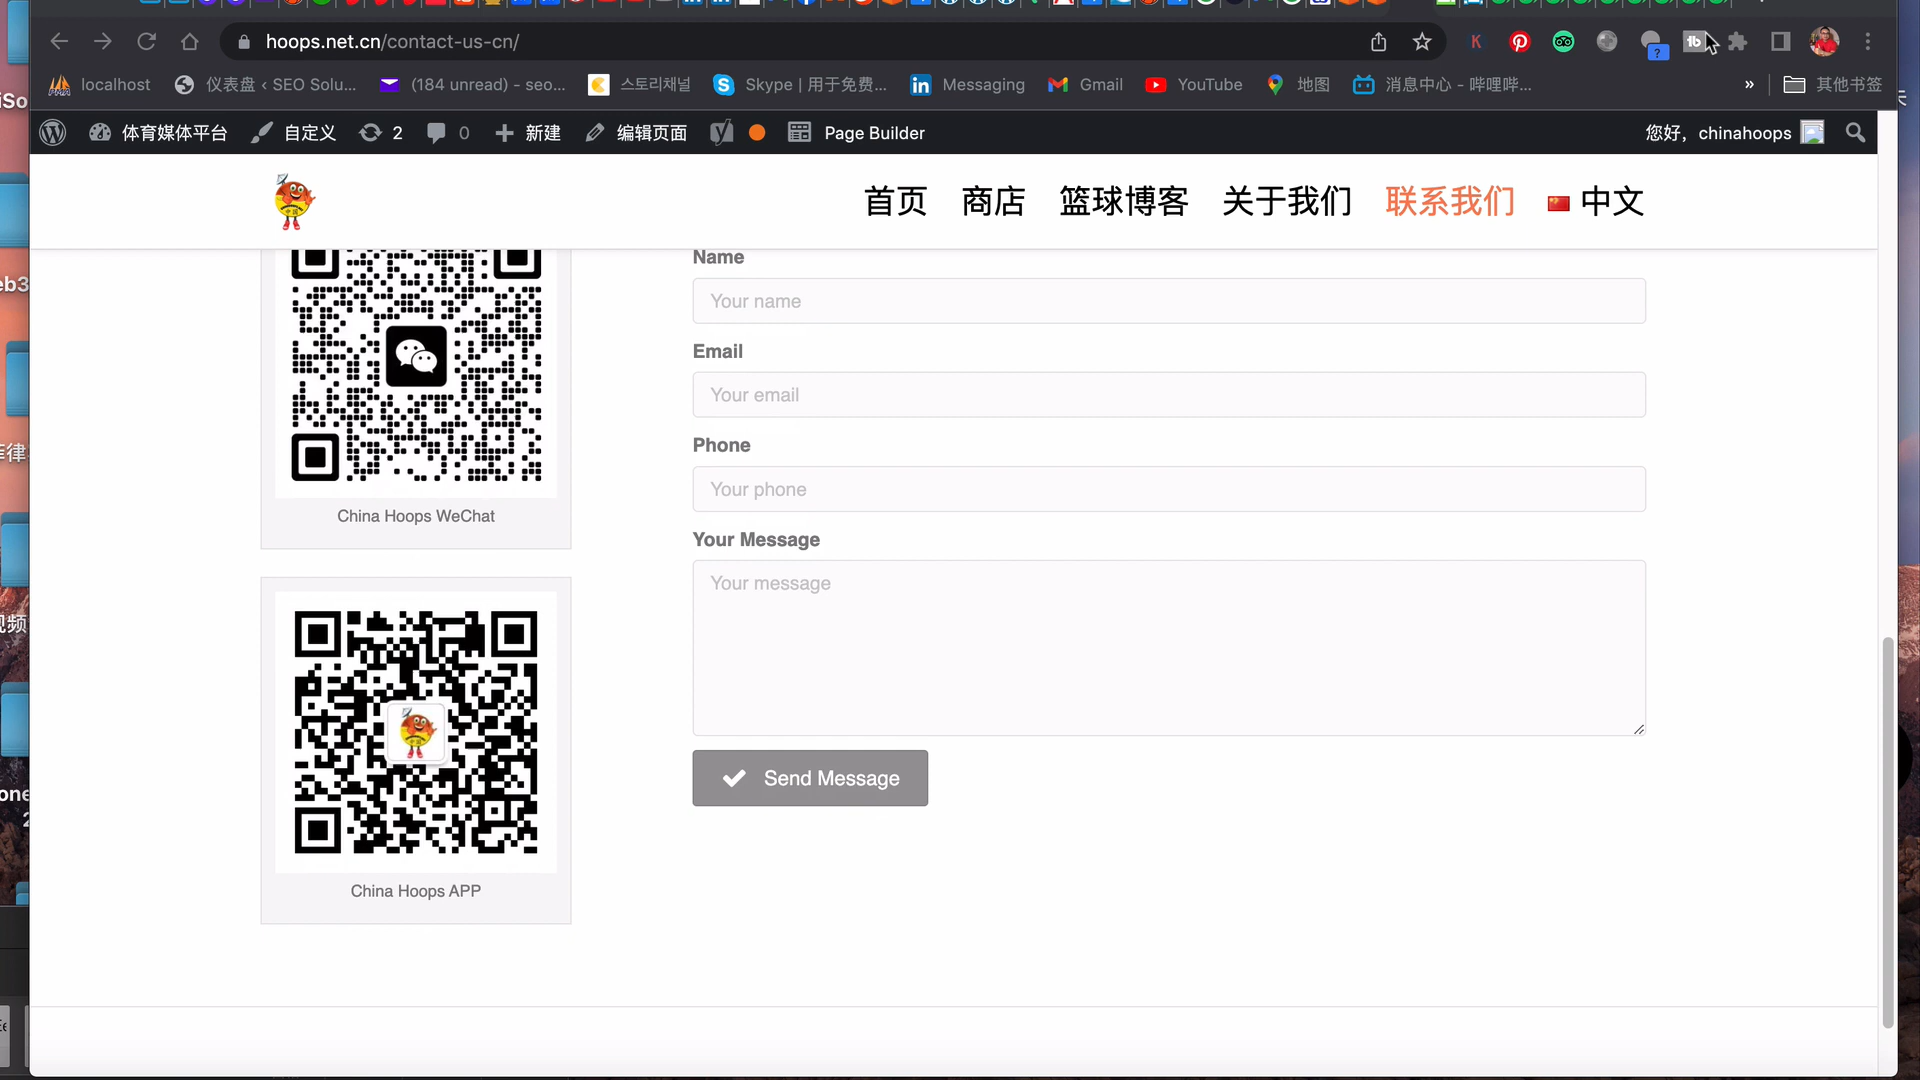 hoops.net.cn/contact-us-cn/
localhost
仪表盘 ‹ SEO Solu...
(184 unread) - seo...
스토리채널
Skype | 用于免费...
Messaging
Gmail
YouTube
地图
消息中心 - 哔哩哔...
»
其他书签
体育媒体平台
自定义
2
0
新建
编辑页面
Page Builder
您好，chinahoops
首页
商店
篮球博客
关于我们
联系我们
中文
Name
Your name
Email
Your email
Phone
Your phone
Your Message
Your message
Send Message
China Hoops WeChat
China Hoops APP